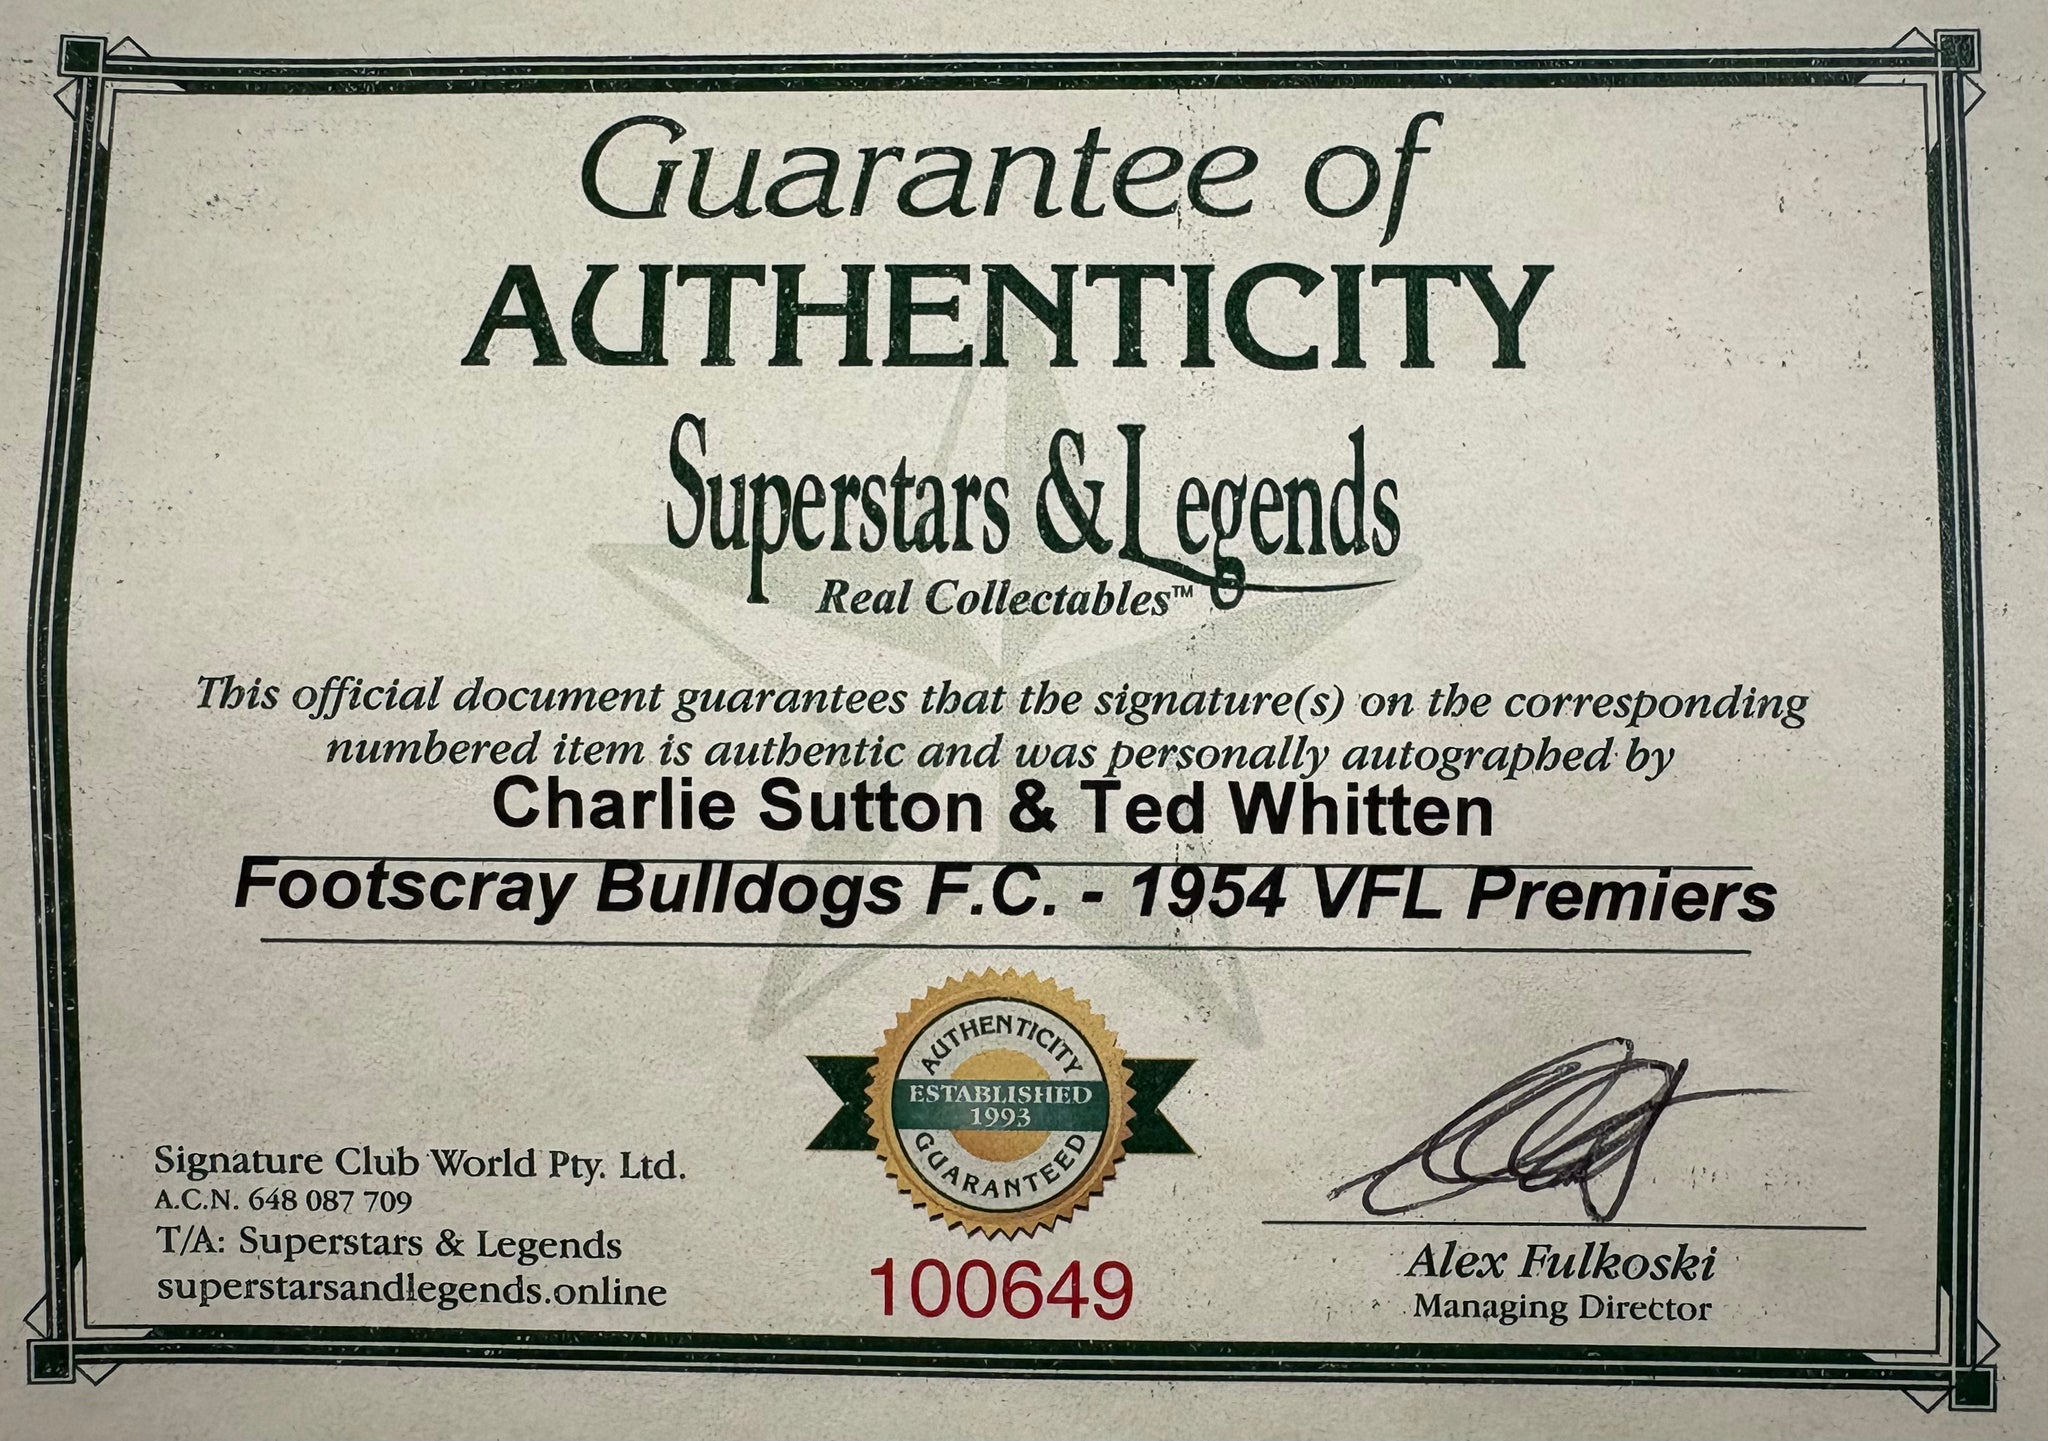 Guarantee of
AUTHENTICITY
Superstars & Legends
Real Collectables™
This official document guarantees that the signature(s) on the corresponding
numbered item is authentic and was personally autographed by
Charlie Sutton & Ted Whitten
Footscray Bulldogs F.C. - 1954 VFL Premiers
AUTHENTICITY
ESTABLISHED
1993
GUARANTEED
Signature Club World Pty. Ltd.
A.C.N. 648 087 709
T/A: Superstars & Legends
superstarsandlegends.online
100649
Alex Fulkoski
Managing Director